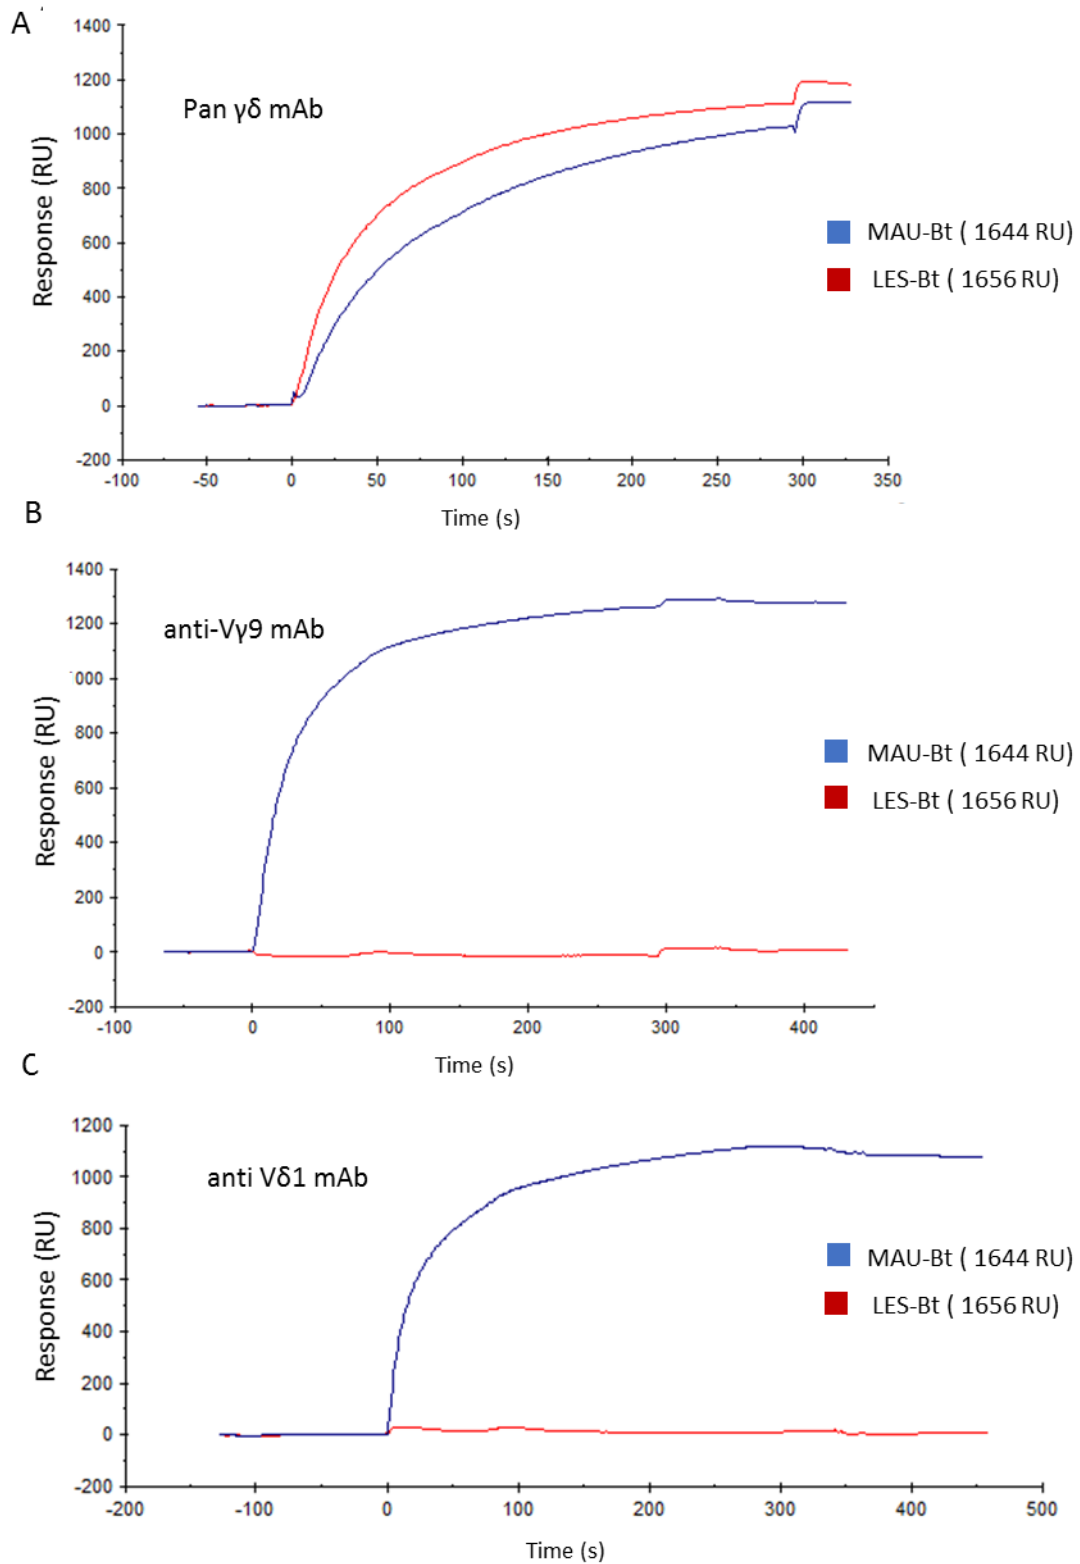 A
1400
1200
1000
800
600
400
200
0
-200
Response (RU)
Pan γδ mAb
MAU-Bt ( 1644 RU)
LES-Bt ( 1656 RU)
-100 -50 0 50 100 150 200 250 300 350
Time (s)
B
1400
1200
1000
800
600
400
200
0
-200
Response (RU)
anti-Vγ9 mAb
MAU-Bt ( 1644 RU)
LES-Bt ( 1656 RU)
-100 0 100 200 300 400
Time (s)
C
1200
1000
800
600
400
200
0
-200
Response (RU)
anti Vδ1 mAb
MAU-Bt ( 1644 RU)
LES-Bt ( 1656 RU)
-200 -100 0 100 200 300 400 500
Time (s)